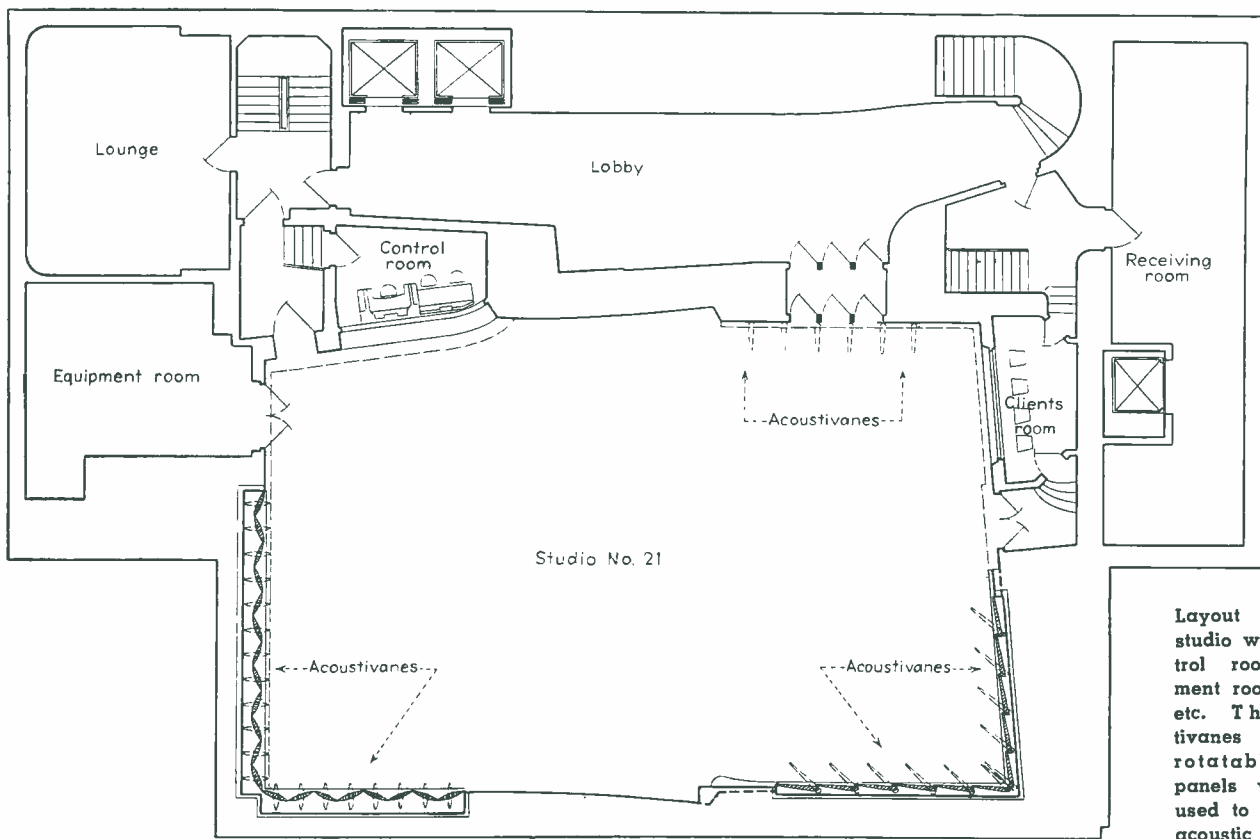 Lounge
Lobby
Control
room
Receiving
room
Equipment room
Clients
room
Acoustivanes
Studio No. 21
Acoustivanes
Acoustivanes
Layout
studio w
trol roo
ment roo
etc. Th
tivanes
rotatab
panels v
used to
acoustic